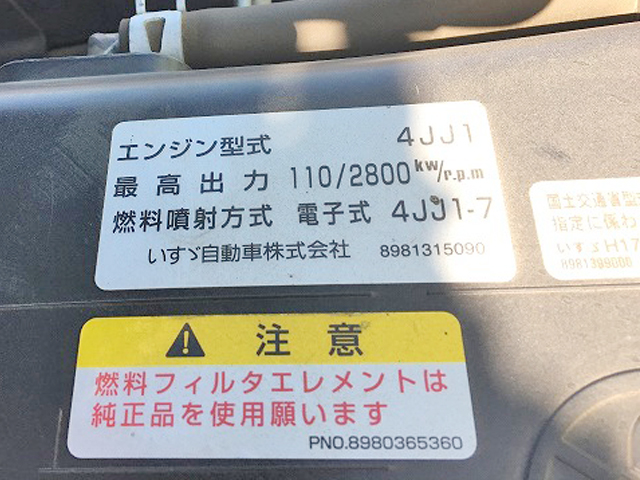 エンジン型式 4JJ1
最高出力 110/2800 kw/r.p.m
燃料噴射方式 電子式 4JJ1-7
いすゞ自動車株式会社 8981315090
国土交通省型式
指定に係わ
いすゞH17
8981399000
注意
燃料フィルタエレメントは
純正品を使用願います
PNO.8980365360